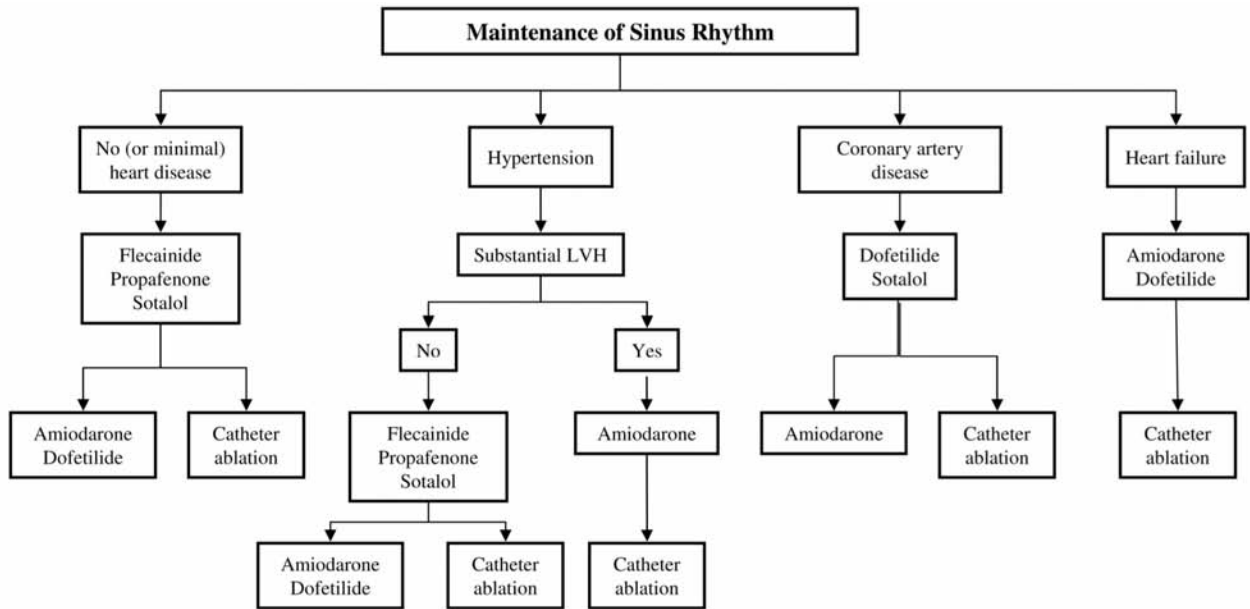 Maintenance of Sinus Rhythm
No (or minimal)
heart disease
Hypertension
Coronary artery
disease
Heart failure
Flecainide
Propafenone
Sotalol
Substantial LVH
Dofetilide
Sotalol
Amiodarone
Dofetilide
No
Yes
Amiodarone
Dofetilide
Catheter
ablation
Flecainide
Propafenone
Sotalol
Amiodarone
Amiodarone
Catheter
ablation
Catheter
ablation
Amiodarone
Dofetilide
Catheter
ablation
Catheter
ablation